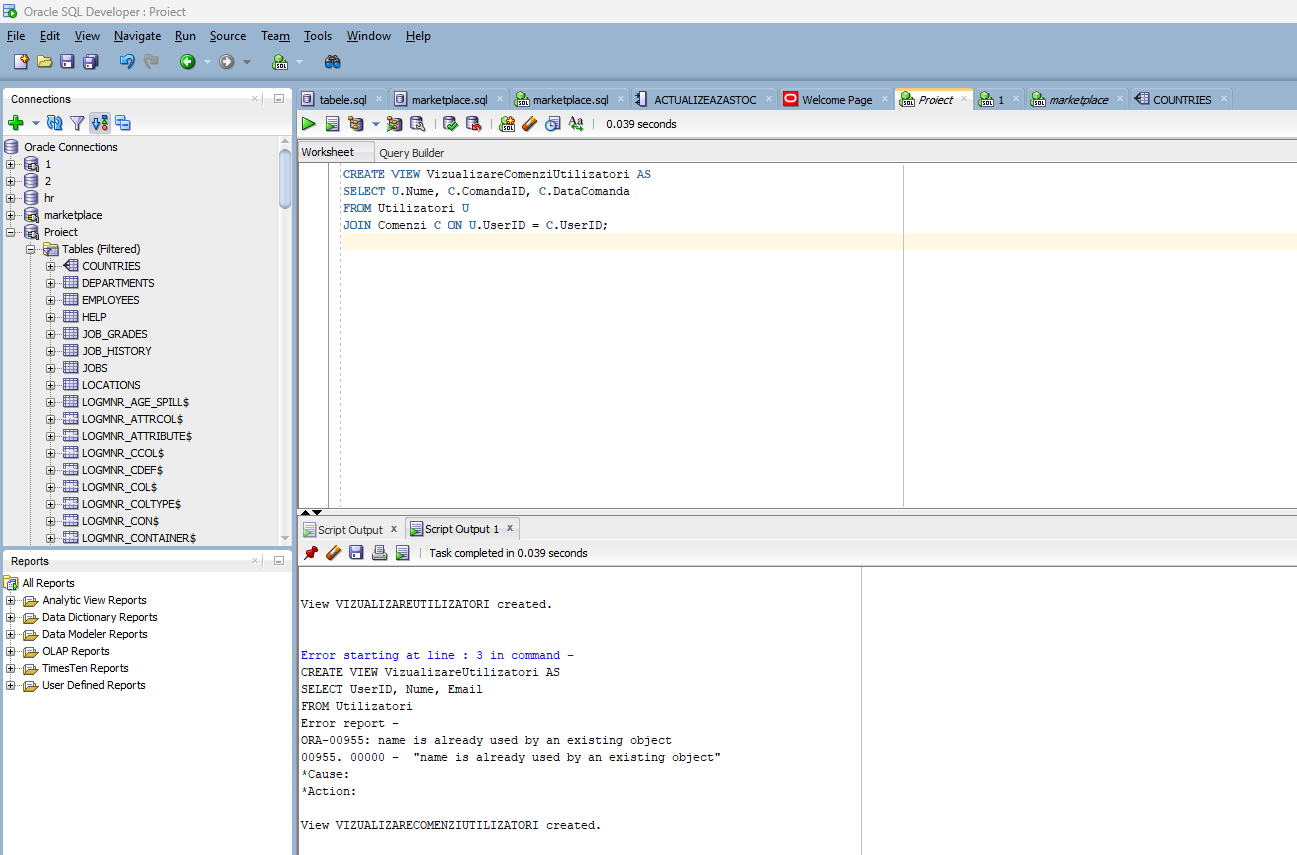 Oracle SQL Developer : Proiect
File Edit View Navigate Run Source Team Tools Window Help
Connections
Oracle Connections
1
2
hr
marketplace
Proiect
Tables (Filtered)
COUNTRIES
DEPARTMENTS
EMPLOYEES
HELP
JOB_GRADES
JOB_HISTORY
JOBS
LOCATIONS
LOGMNR_AGE_SPILL$
LOGMNR_ATTRCOL$
LOGMNR_ATTRIBUTE$
LOGMNR_CCOL$
LOGMNR_CDEF$
LOGMNR_COL$
LOGMNR_COLTYPE$
LOGMNR_CON$
LOGMNR_CONTAINER$
Reports
All Reports
Analytic View Reports
Data Dictionary Reports
Data Modeler Reports
OLAP Reports
TimesTen Reports
User Defined Reports
tabele.sql marketplace.sql marketplace.sql ACTUALIZEAZASTOC Welcome Page Proiect 1 marketplace COUNTRIES
0.039 seconds
Worksheet Query Builder
CREATE VIEW VizualizareComenziUtilizatori AS
SELECT U.Nume, C.ComandaID, C.DataComanda
FROM Utilizatori U
JOIN Comenzi C ON U.UserID = C.UserID;
Script Output Script Output 1
Task completed in 0.039 seconds
View VIZUALIZAREUTILIZATORI created.
Error starting at line : 3 in command -
CREATE VIEW VizualizareUtilizatori AS
SELECT UserID, Nume, Email
FROM Utilizatori
Error report -
ORA-00955: name is already used by an existing object
00955. 00000 -  "name is already used by an existing object"
*Cause:
*Action:
View VIZUALIZARECOMENZIUTILIZATORI created.